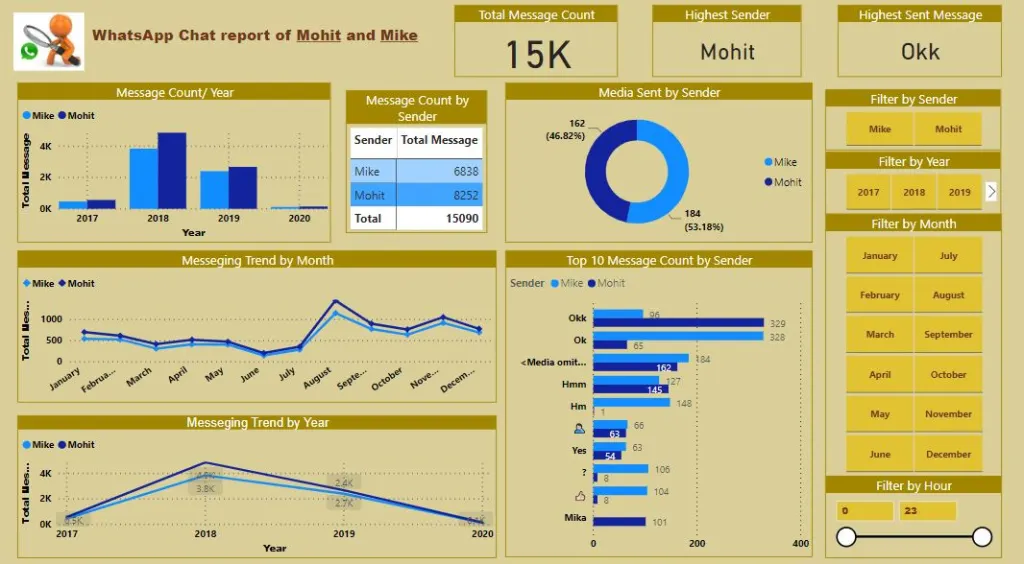 WhatsApp Chat report of Mohit and Mike
Total Message Count
15K
Highest Sender
Mohit
Highest Sent Message
Okk
Message Count/ Year
Mike Mohit
Total Message
4K
2K
0K
2017 2018 2019 2020
Year
Message Count by
Sender
Sender Total Message
Mike 6838
Mohit 8252
Total 15090
Media Sent by Sender
162
(46.82%)
184
(53.18%)
Mike
Mohit
Filter by Sender
Mike Mohit
Filter by Year
2017 2018 2019
Filter by Month
January July
February August
March September
April October
May November
June December
Filter by Hour
0 23
Messeging Trend by Month
Mike Mohit
Total Mes...
1000
500
0
January Februa... March April May June July August Septe... October Nove... Decem...
Messeging Trend by Year
Mike Mohit
Total Mes...
4K
2K
0K
3.8K
2.4K
2.7K
2017 2018 2019 2020
Year
Top 10 Message Count by Sender
Sender Mike Mohit
Okk 96
329
Ok 328
65
<Media omit... 184
162
Hmm 127
145
Hm 148
1
66
63
Yes 63
54
? 106
8
104
8
Mika 101
0 200 400